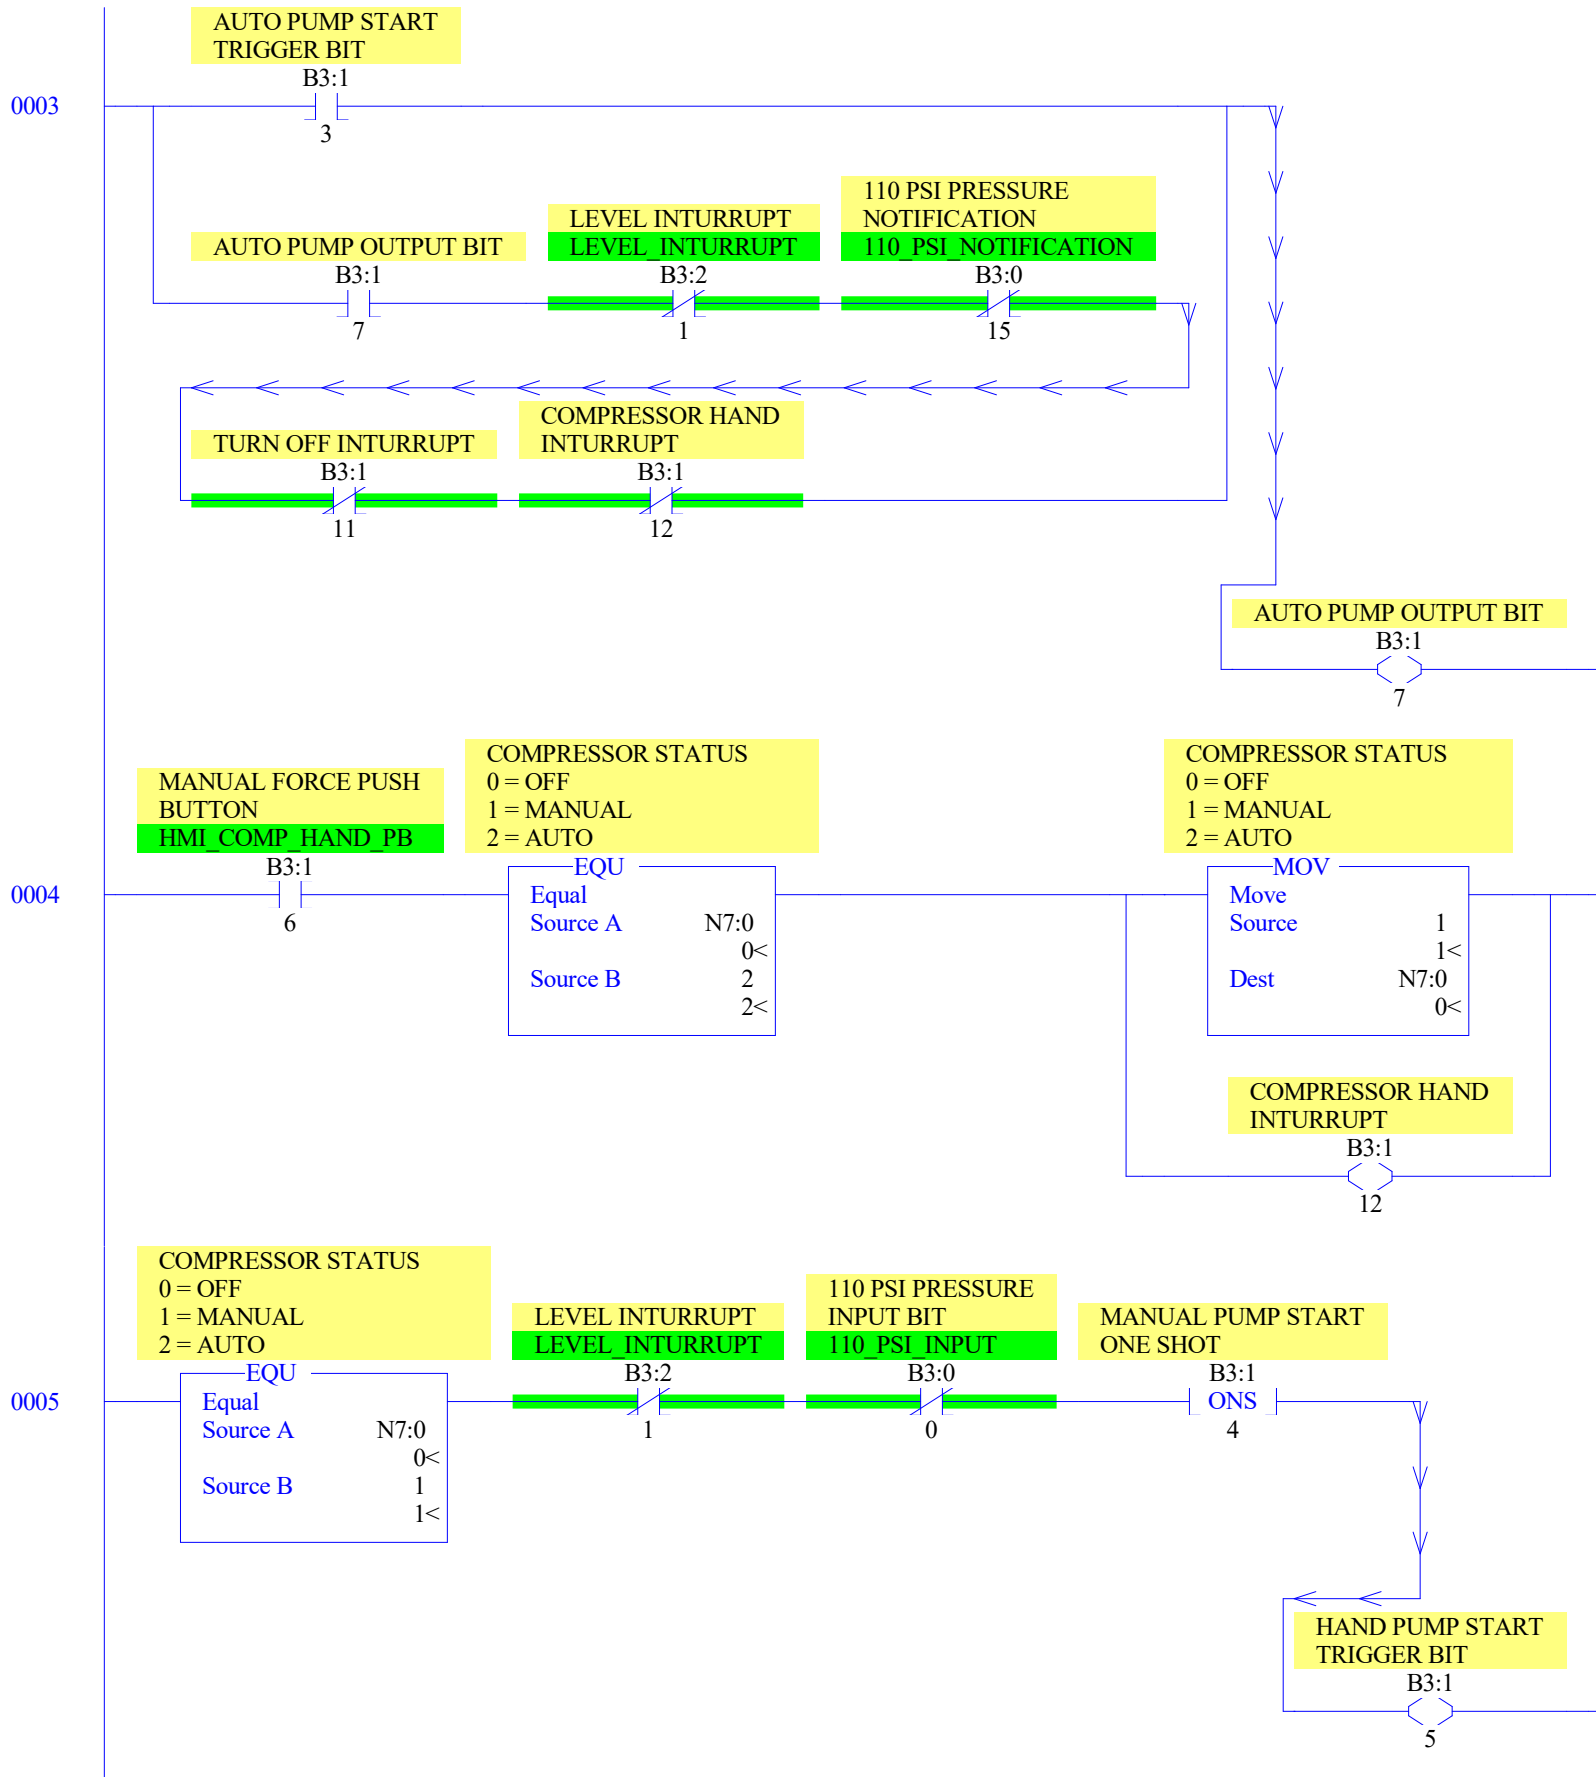 AUTO PUMP START
TRIGGER BIT
B3:1
0003
3
110 PSI PRESSURE
LEVEL INTURRUPT
NOTIFICATION
AUTO PUMP OUTPUT BIT
LEVEL_INTURRUPT
110_PSI_NOTIFICATION
B3:1
B3:2
B3:0
7
1
15
COMPRESSOR HAND
TURN OFF INTURRUPT
INTURRUPT
B3:1
B3:1
11
12
AUTO PUMP OUTPUT BIT
B3:1
7
COMPRESSOR STATUS
0 = OFF
1 = MANUAL
2 = AUTO
COMPRESSOR STATUS
0 = OFF
1 = MANUAL
2 = AUTO
MANUAL FORCE PUSH
BUTTON
HMI_COMP_HAND_PB
B3:1
0004
6
EQU
Equal
Source A N7:0
0<
Source B 2
2<
MOV
Move
Source 1
1<
Dest N7:0
0<
COMPRESSOR HAND
INTURRUPT
B3:1
12
COMPRESSOR STATUS
0 = OFF
1 = MANUAL
2 = AUTO
0005
EQU
Equal
Source A N7:0
0<
Source B 1
1<
LEVEL INTURRUPT
LEVEL_INTURRUPT
B3:2
1
110 PSI PRESSURE
INPUT BIT
110_PSI_INPUT
B3:0
0
MANUAL PUMP START
ONE SHOT
B3:1
ONS
4
HAND PUMP START
TRIGGER BIT
B3:1
5